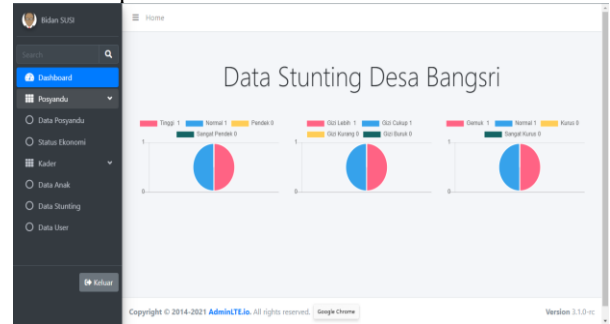 Bidan SUSI
Search
Dashboard
Posyandu
Data Posyandu
Status Ekonomi
Kader
Data Anak
Data Stunting
Data User
Keluar
Home
Data Stunting Desa Bangsri
Tinggi 1 Normal 1 Pendek 0
Sangat Pendek 0
1
0
Gizi Lebih 1 Gizi Cukup 1
Gizi Kurang 0 Gizi Buruk 0
1
0
Gemuk 1 Normal 1 Kurus 0
Sangat Kurus 0
1
0
Copyright © 2014-2021 AdminLTE.io. All rights reserved. Google Chrome Version 3.1.0-rc